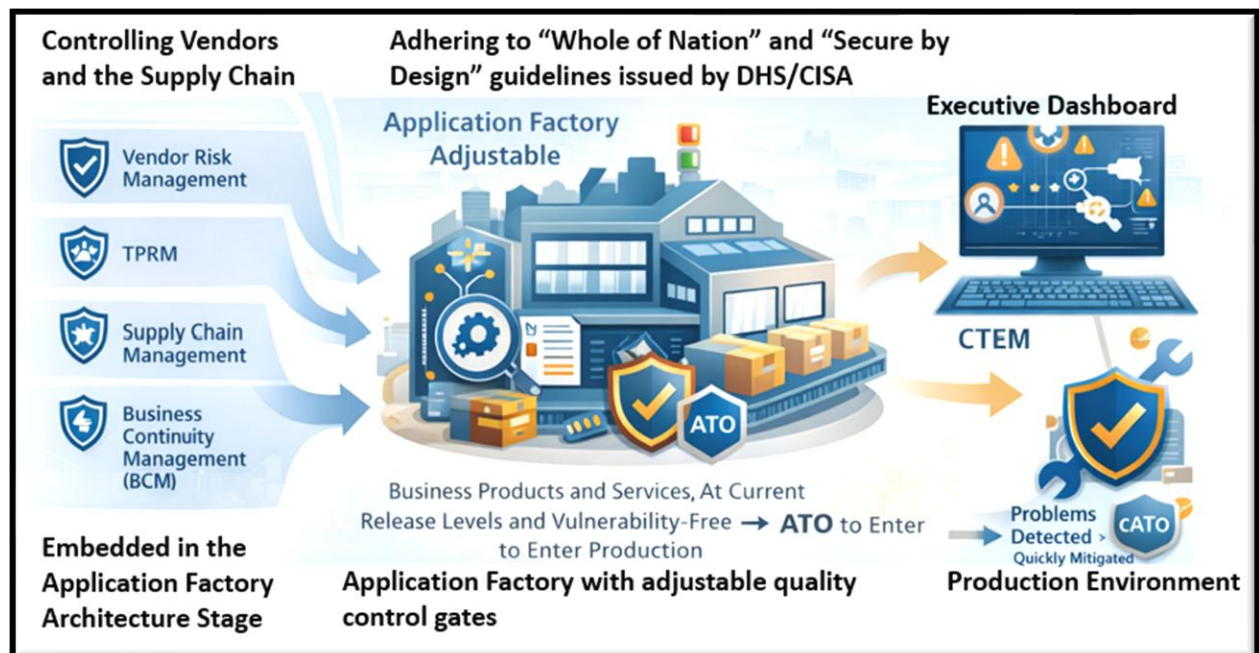 Controlling Vendors
and the Supply Chain
Adhering to “Whole of Nation” and “Secure by
Design” guidelines issued by DHS/CISA
Executive Dashboard
Application Factory
Adjustable
Vendor Risk
Management
TPRM
Supply Chain
Management
Business
Continuity
Management
(BCM)
ATO
CTEM
Business Products and Services, At Current
Release Levels and Vulnerability-Free → ATO to Enter
to Enter Production
Problems
Detected >
Quickly Mitigated
CATO
Embedded in the
Application Factory
Architecture Stage
Application Factory with adjustable quality
control gates
Production Environment